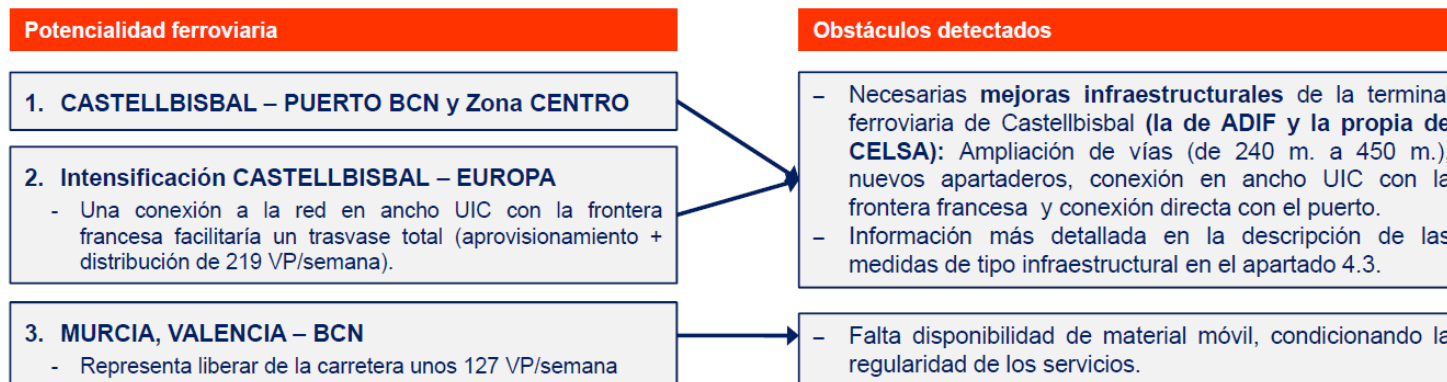 Potencialidad ferroviaria
1. CASTELLBISBAL – PUERTO BCN y Zona CENTRO
2. Intensificación CASTELLBISBAL – EUROPA
- Una conexión a la red en ancho UIC con la frontera
francesa facilitaría un trasvase total (aprovisionamiento +
distribución de 219 VP/semana).
3. MURCIA, VALENCIA – BCN
- Representa liberar de la carretera unos 127 VP/semana
Obstáculos detectados
– Necesarias mejoras infraestructurales de la termina
ferroviaria de Castellbisbal (la de ADIF y la propia de
CELSA): Ampliación de vías (de 240 m. a 450 m.),
nuevos apartaderos, conexión en ancho UIC con la
frontera francesa y conexión directa con el puerto.
– Información más detallada en la descripción de las
medidas de tipo infraestructural en el apartado 4.3.
– Falta disponibilidad de material móvil, condicionando la
regularidad de los servicios.